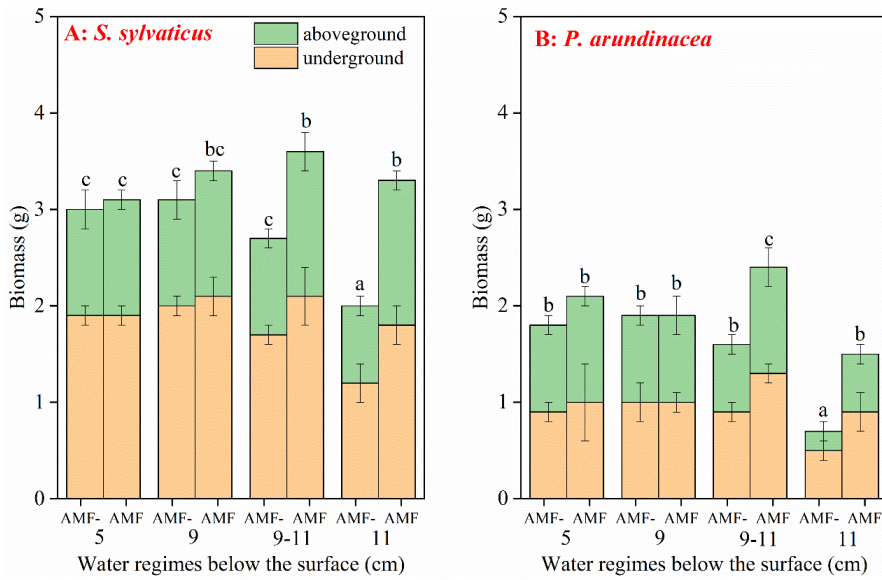 A: S. sylvaticus
aboveground
underground
Biomass (g)
5
4
3
2
1
0
c
c
c
bc
c
b
a
b
AMF-
AMF
AMF-
AMF
AMF-
AMF
AMF-
AMF
5
9
9-11
11
Water regimes below the surface (cm)
B: P. arundinacea
Biomass (g)
5
4
3
2
1
0
b
b
b
b
b
c
a
b
AMF-
AMF
AMF-
AMF
AMF-
AMF
AMF-
AMF
5
9
9-11
11
Water regimes below the surface (cm)